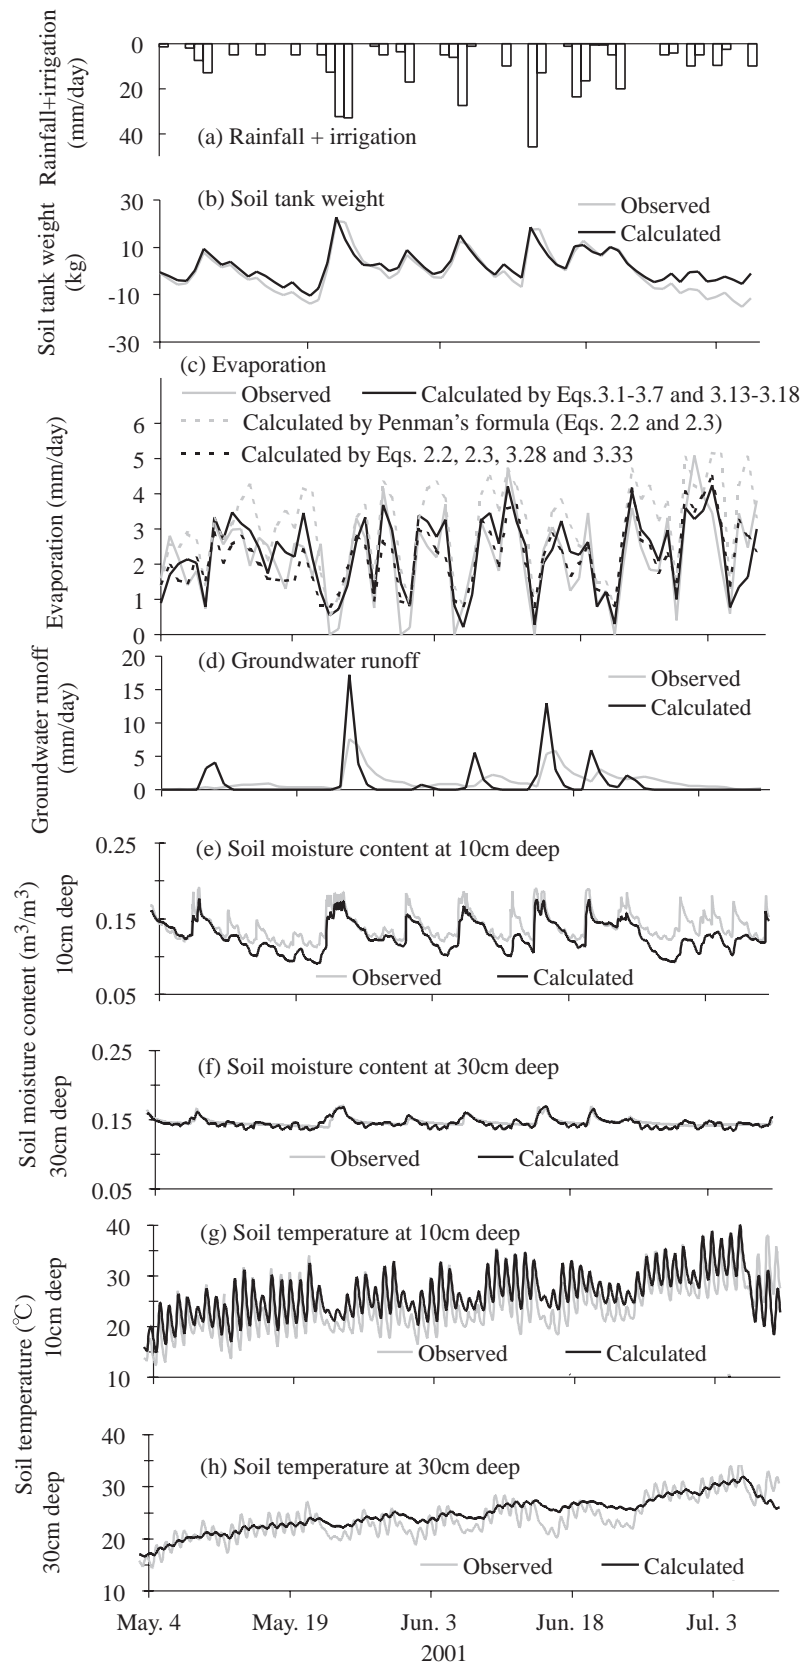 Rainfall+irrigation
(mm/day)
0
20
40
(a) Rainfall + irrigation
Soil tank weight
(kg)
30
10
-10
-30
(b) Soil tank weight
Observed
Calculated
(c) Evaporation
Observed
Calculated by Eqs.3.1-3.7 and 3.13-3.18
Calculated by Penman's formula (Eqs. 2.2 and 2.3)
Calculated by Eqs. 2.2, 2.3, 3.28 and 3.33
Evaporation (mm/day)
6
5
4
3
2
1
0
Groundwater runoff
(mm/day)
20
15
10
5
0
(d) Groundwater runoff
Observed
Calculated
Soil moisture content (m³/m³)
10cm deep
0.25
0.15
0.05
(e) Soil moisture content at 10cm deep
Observed
Calculated
30cm deep
0.25
0.15
0.05
(f) Soil moisture content at 30cm deep
Observed
Calculated
Soil temperature (℃)
10cm deep
40
30
20
10
(g) Soil temperature at 10cm deep
Observed
Calculated
30cm deep
40
30
20
10
(h) Soil temperature at 30cm deep
Observed
Calculated
May. 4
May. 19
Jun. 3
Jun. 18
Jul. 3
2001